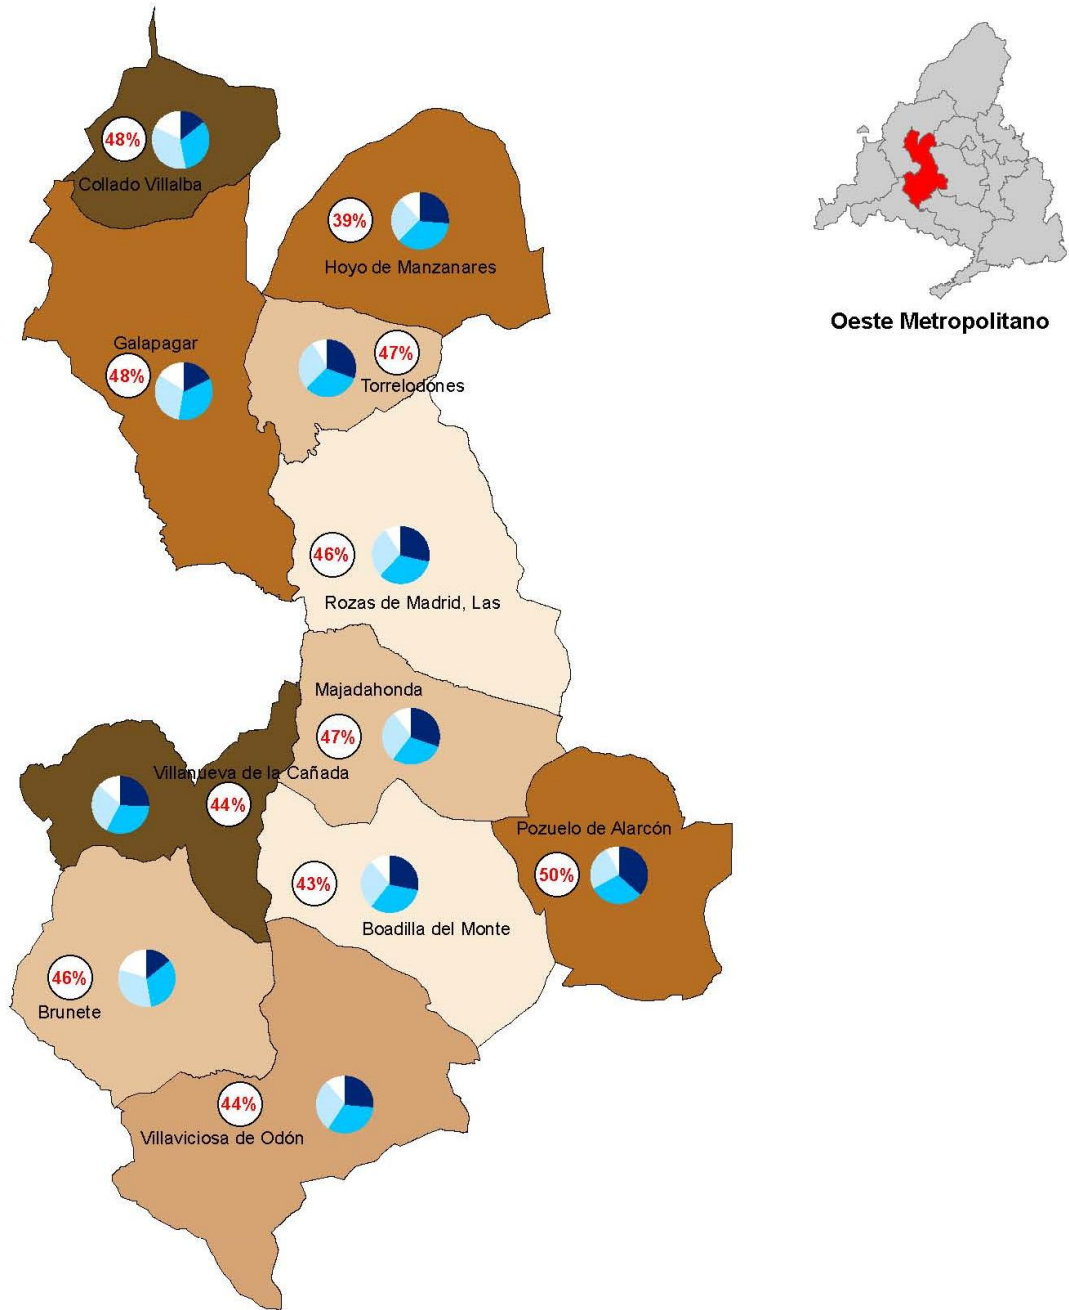 48%
Collado Villalba
39%
Hoyo de Manzanares
Oeste Metropolitano
Galapagar
48%
47%
Torrelodones
46%
Rozas de Madrid, Las
Majadahonda
47%
Villanueva de la Cañada
44%
Pozuelo de Alarcón
50%
43%
Boadilla del Monte
46%
Brunete
44%
Villaviciosa de Odón